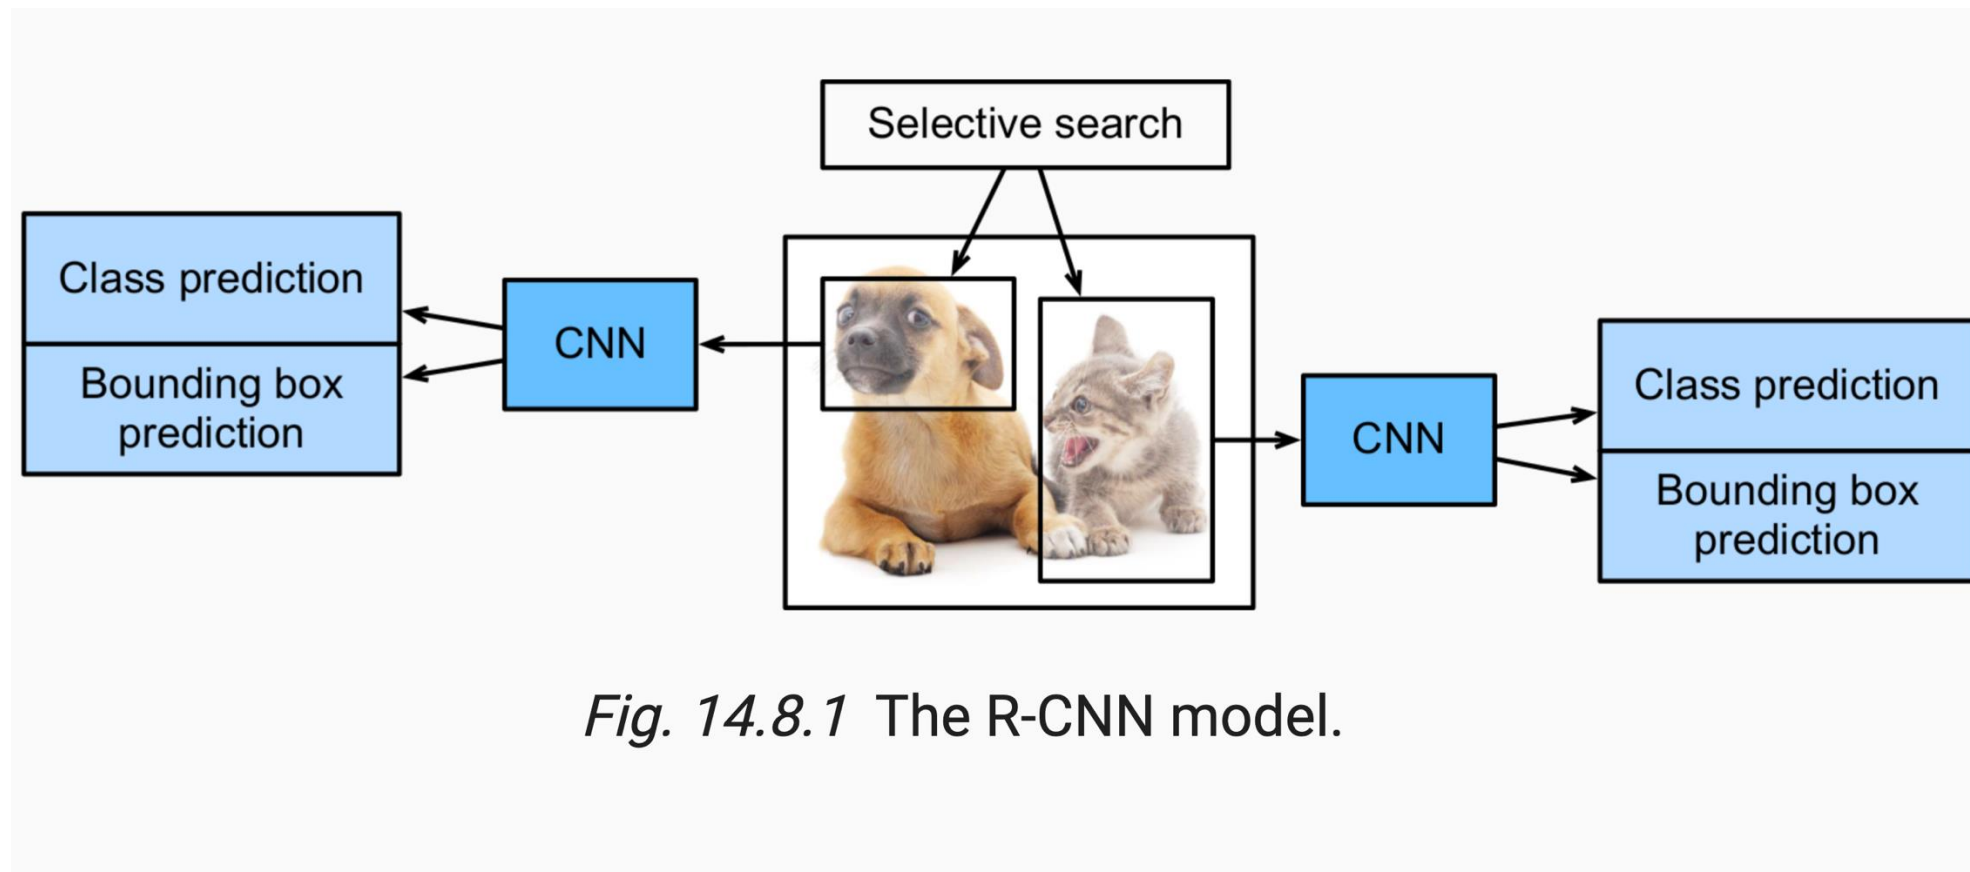 Selective search
Class prediction
Bounding box
prediction
CNN
CNN
Class prediction
Bounding box
prediction
Fig. 14.8.1 The R-CNN model.